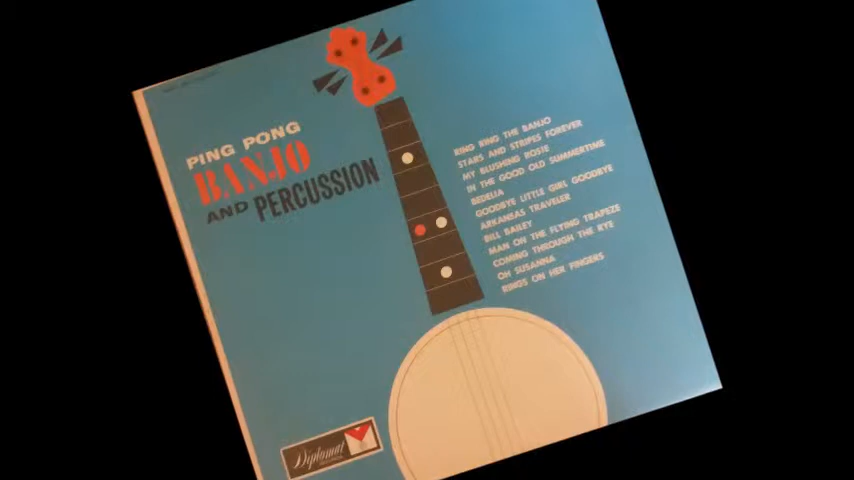 PING PONG
BANJO
AND PERCUSSION
RING RING THE BANJO
STARS AND STRIPES FOREVER
MY BLUSHING ROSIE
IN THE GOOD OLD SUMMERTIME
BEDELIA
GOODBYE LITTLE GIRL GOODBYE
ARKANSAS TRAVELER
BILL BAILEY
MAN ON THE FLYING TRAPEZE
COMING THROUGH THE RYE
OH SUSANNA
RINGS ON HER FINGERS
Diplomat